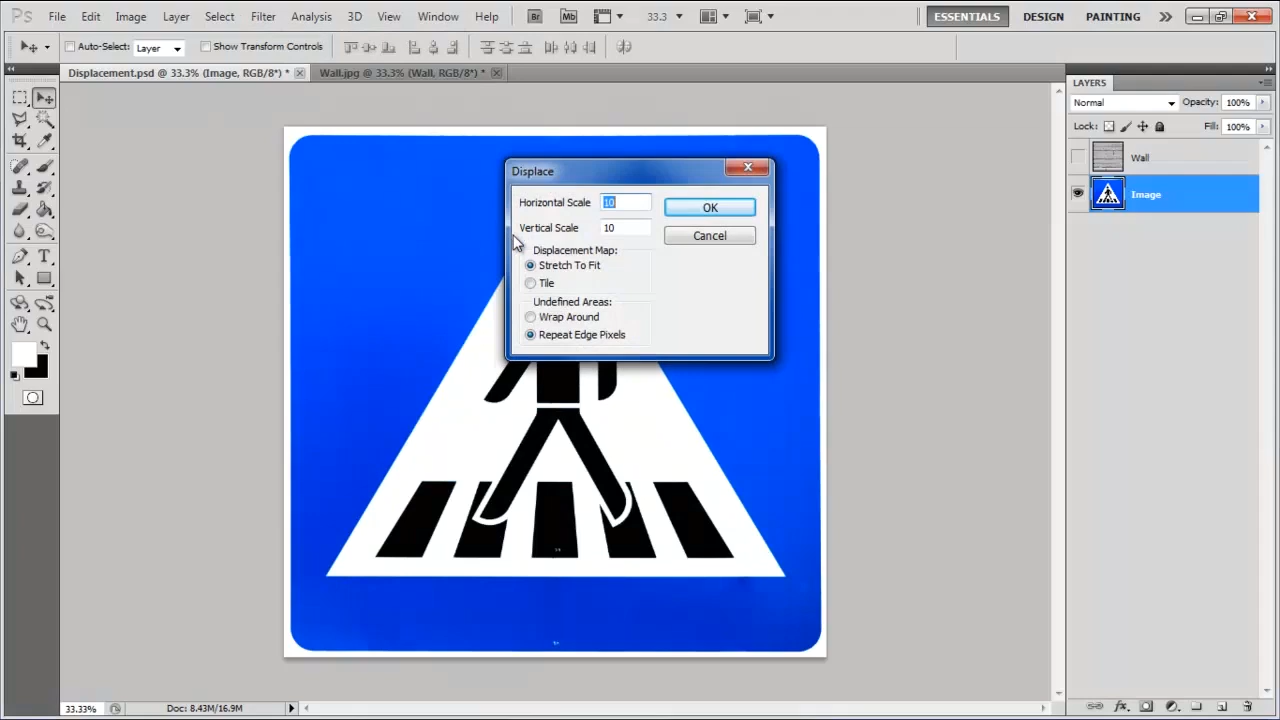 Ps File Edit Image Layer Select Filter Analysis 3D View Window Help Br Mb 33.3 ESSENTIALS DESIGN PAINTING
Auto-Select: Layer Show Transform Controls
Displacement.psd @ 33.3% (Image, RGB/8*) * Wall.jpg @ 33.3% (Wall, RGB/8*) *
LAYERS
Normal Opacity: 100%
Lock: Fill: 100%
Wall
Image
Displace
Horizontal Scale 10 OK
Vertical Scale 10 Cancel
Displacement Map:
Stretch To Fit
Tile
Undefined Areas:
Wrap Around
Repeat Edge Pixels
T
fx
33.33% Doc: 8.43M/16.9M